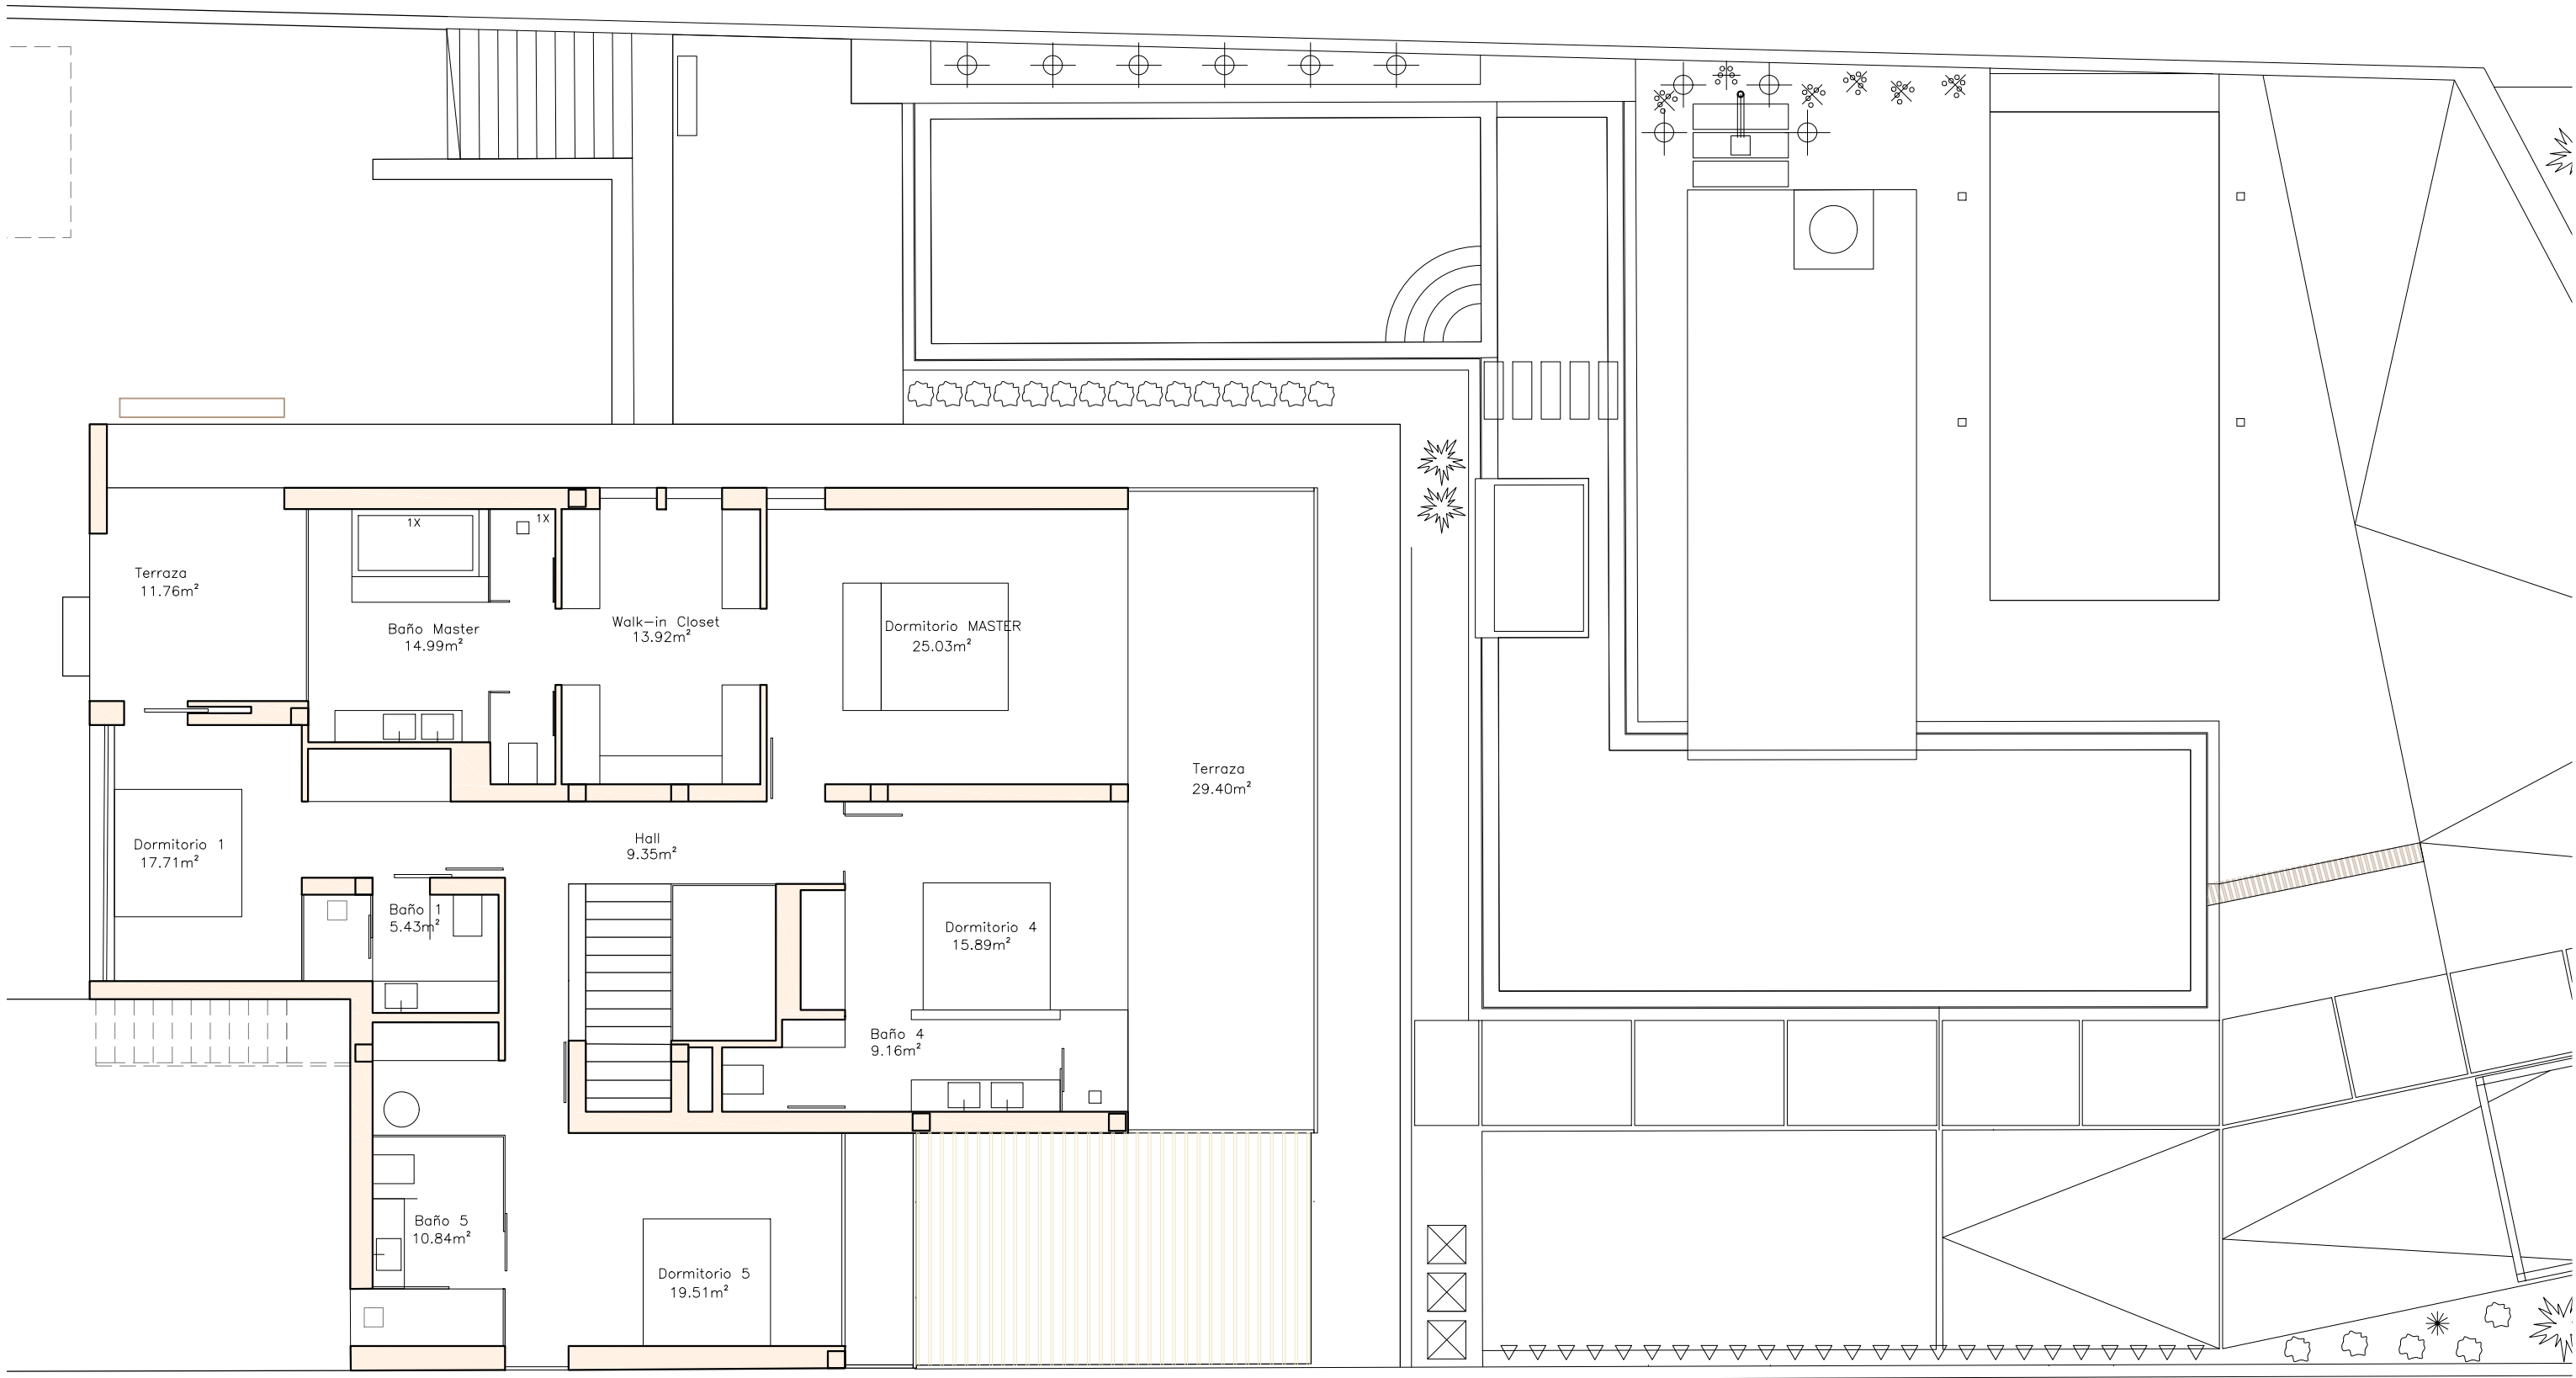 1X
1X
Terraza
11.76m²
Baño Master
14.99m²
Walk-in Closet
13.92m²
Dormitorio MASTER
25.03m²
Terraza
29.40m²
Dormitorio 1
17.71m²
Hall
9.35m²
Baño 1
5.43m²
Dormitorio 4
15.89m²
Baño 4
9.16m²
Baño 5
10.84m²
Dormitorio 5
19.51m²